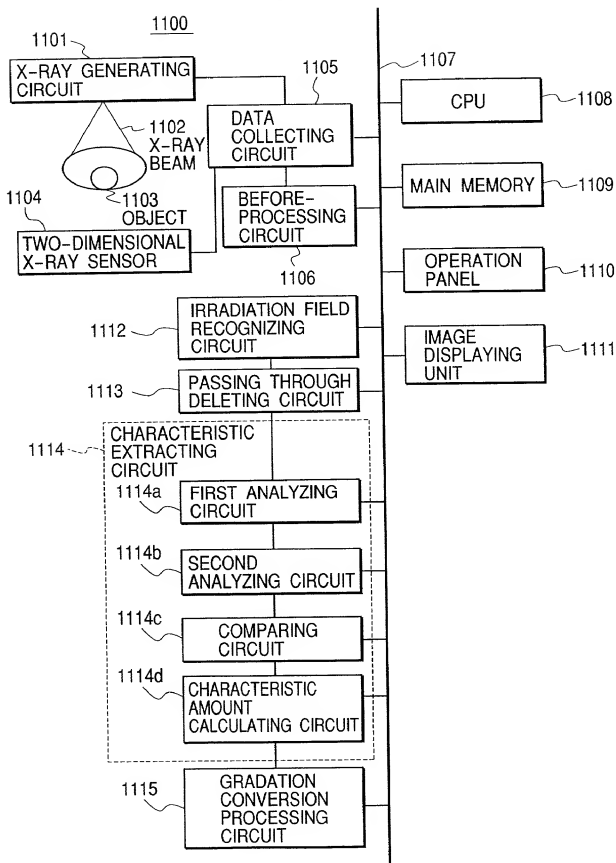 1100
1101
X-RAY GENERATING
CIRCUIT
1102
X-RAY
BEAM
1103
OBJECT
1104
TWO-DIMENSIONAL
X-RAY SENSOR
1105
DATA
COLLECTING
CIRCUIT
BEFORE-
PROCESSING
CIRCUIT
1106
1107
CPU
1108
MAIN MEMORY
1109
OPERATION
PANEL
1110
IMAGE
DISPLAYING
UNIT
1111
1112
IRRADIATION FIELD
RECOGNIZING
CIRCUIT
1113
PASSING THROUGH
DELETING CIRCUIT
1114
CHARACTERISTIC
EXTRACTING
CIRCUIT
1114a
FIRST ANALYZING
CIRCUIT
1114b
SECOND
ANALYZING CIRCUIT
1114c
COMPARING
CIRCUIT
1114d
CHARACTERISTIC
AMOUNT
CALCULATING CIRCUIT
1115
GRADATION
CONVERSION
PROCESSING
CIRCUIT